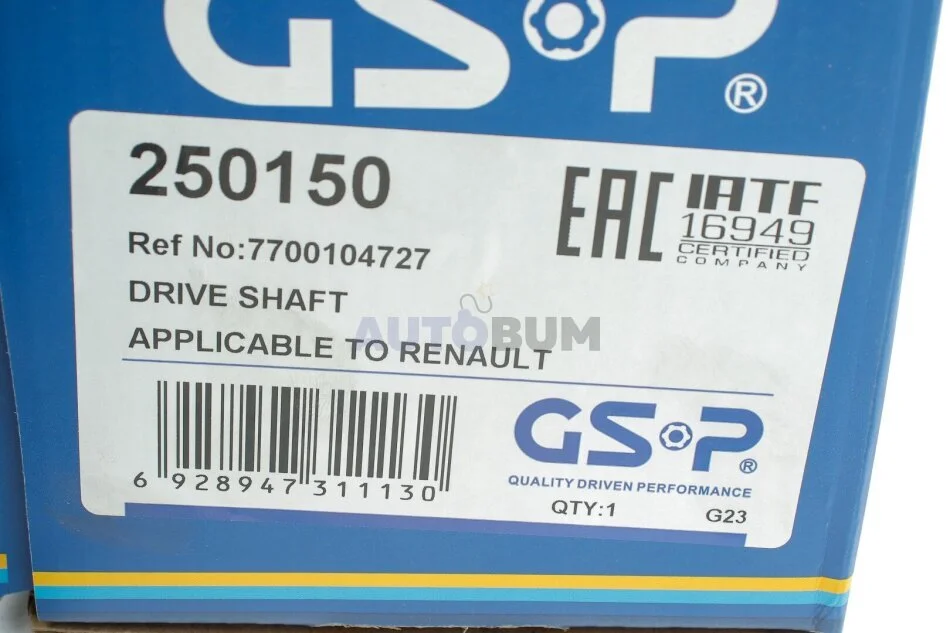 GSP®
250150
Ref No:7700104727
DRIVE SHAFT
APPLICABLE TO RENAULT
EAC
IATF
16949
CERTIFIED
COMPANY
AUTOBUM
6 928947 311130
GSP®
QUALITY DRIVEN PERFORMANCE
QTY:1
G23